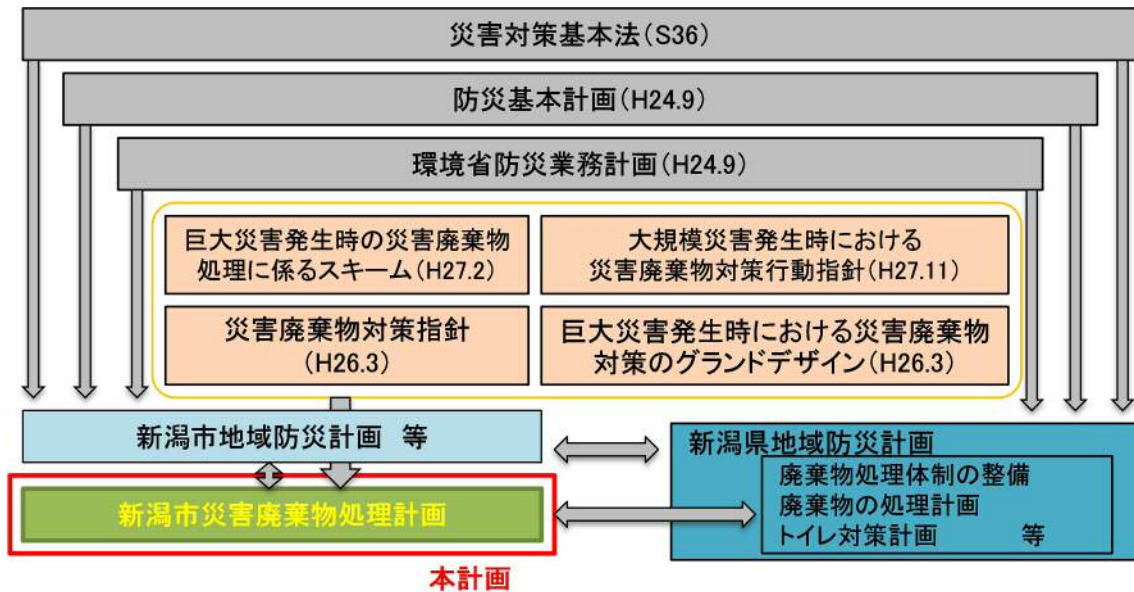 災害対策基本法(S36)
防災基本計画(H24.9)
環境省防災業務計画(H24.9)
巨大災害発生時の災害廃棄物
処理に係るスキーム(H27.2)
大規模災害発生時における
災害廃棄物対策行動指針(H27.11)
災害廃棄物対策指針
(H26.3)
巨大災害発生時における災害廃棄物
対策のグランドデザイン(H26.3)
新潟市地域防災計画 等
新潟市災害廃棄物処理計画
本計画
新潟県地域防災計画
廃棄物処理体制の整備
廃棄物の処理計画
トイレ対策計画 等